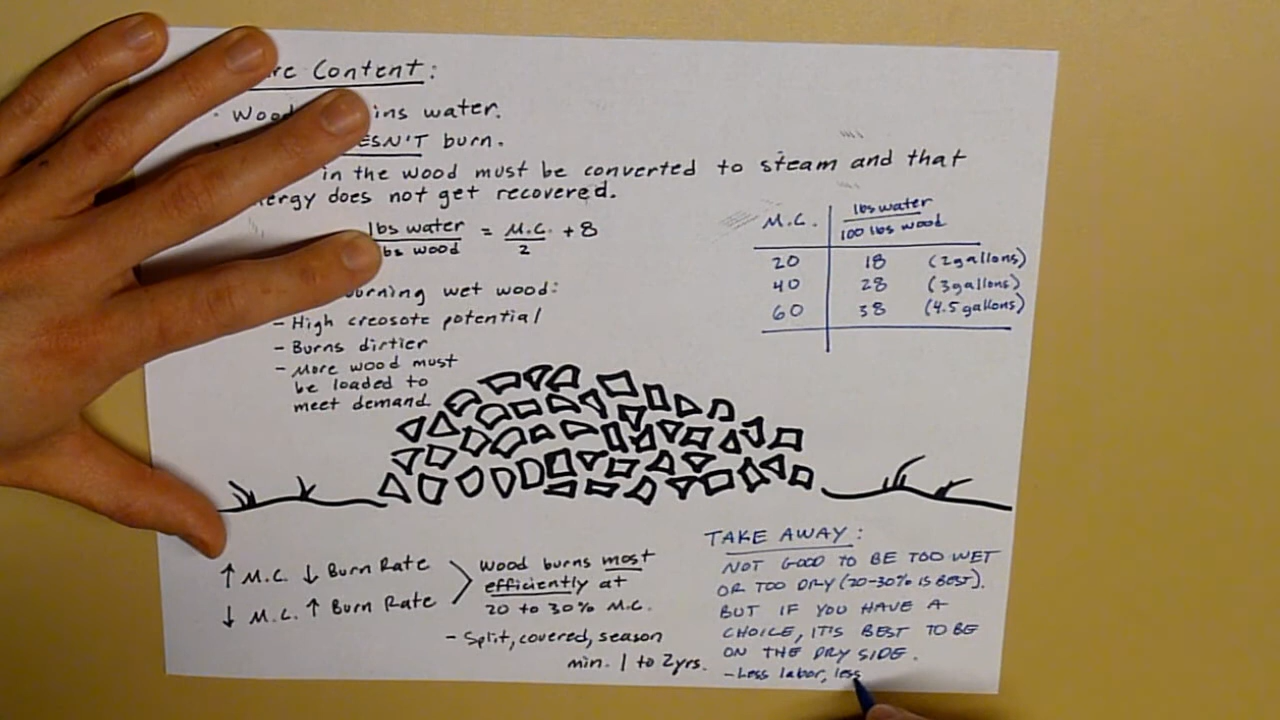 Content:
Wood water.
burn.
in the wood must be converted to steam and that
does not get recovered.
lbs water = M.C. + 8
wood 2
burning wet wood:
- High creosote potential
- Burns dirtier
- More wood must
be loaded to
meet demand
M.C. lbs water
100 lbs wood
20 18 (2 gallons)
40 28 (3 gallons)
60 38 (4.5 gallons)
↑ M.C. ↓ Burn Rate
↓ M.C. ↑ Burn Rate
Wood burns most
efficiently at
20 to 30% M.C.
- Split, covered, season
min. 1 to 2yrs.
TAKE AWAY:
NOT GOOD TO BE TOO WET
OR TOO DRY (20-30% IS BEST).
BUT IF YOU HAVE A
CHOICE, IT'S BEST TO BE
ON THE DRY SIDE.
- Less labor, less